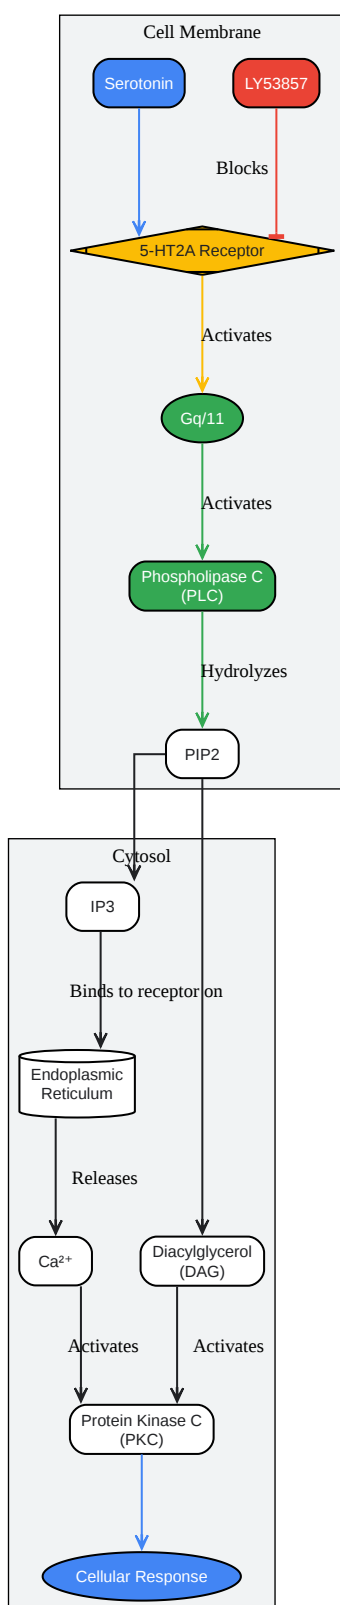 Cell Membrane
Serotonin
LY53857
Blocks
5-HT2A Receptor
Activates
Gq/11
Activates
Phospholipase C
(PLC)
Hydrolyzes
PIP2
Cytosol
IP3
Binds to receptor on
Endoplasmic
Reticulum
Releases
Ca²⁺
Diacylglycerol
(DAG)
Activates
Activates
Protein Kinase C
(PKC)
Cellular Response